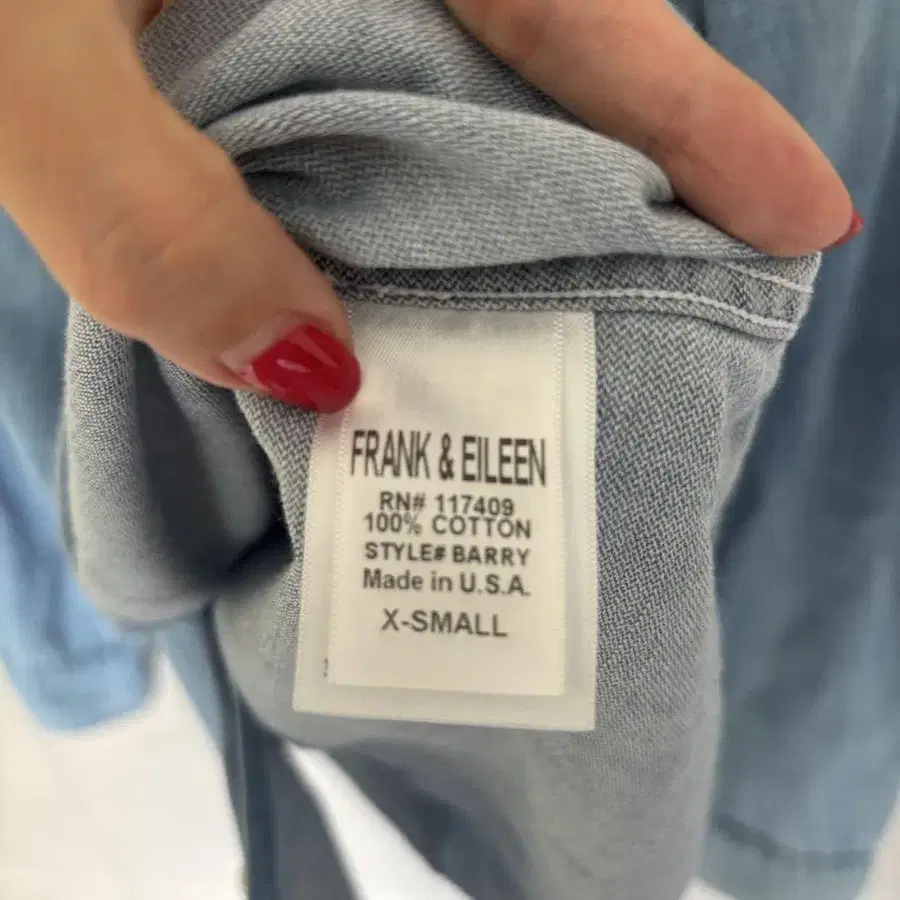 FRANK & EILEEN
RN# 117409
100% COTTON
STYLE# BARRY
Made in U.S.A.
X-SMALL